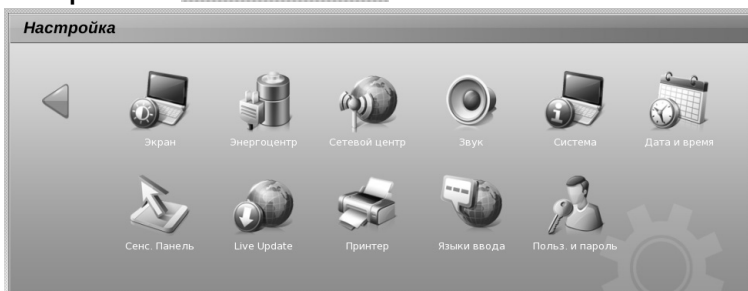 Настройка
Экран
Энергоцентр
Сетевой центр
Звук
Система
Дата и время
Сенс. Панель
Live Update
Принтер
Языки ввода
Польз. и пароль